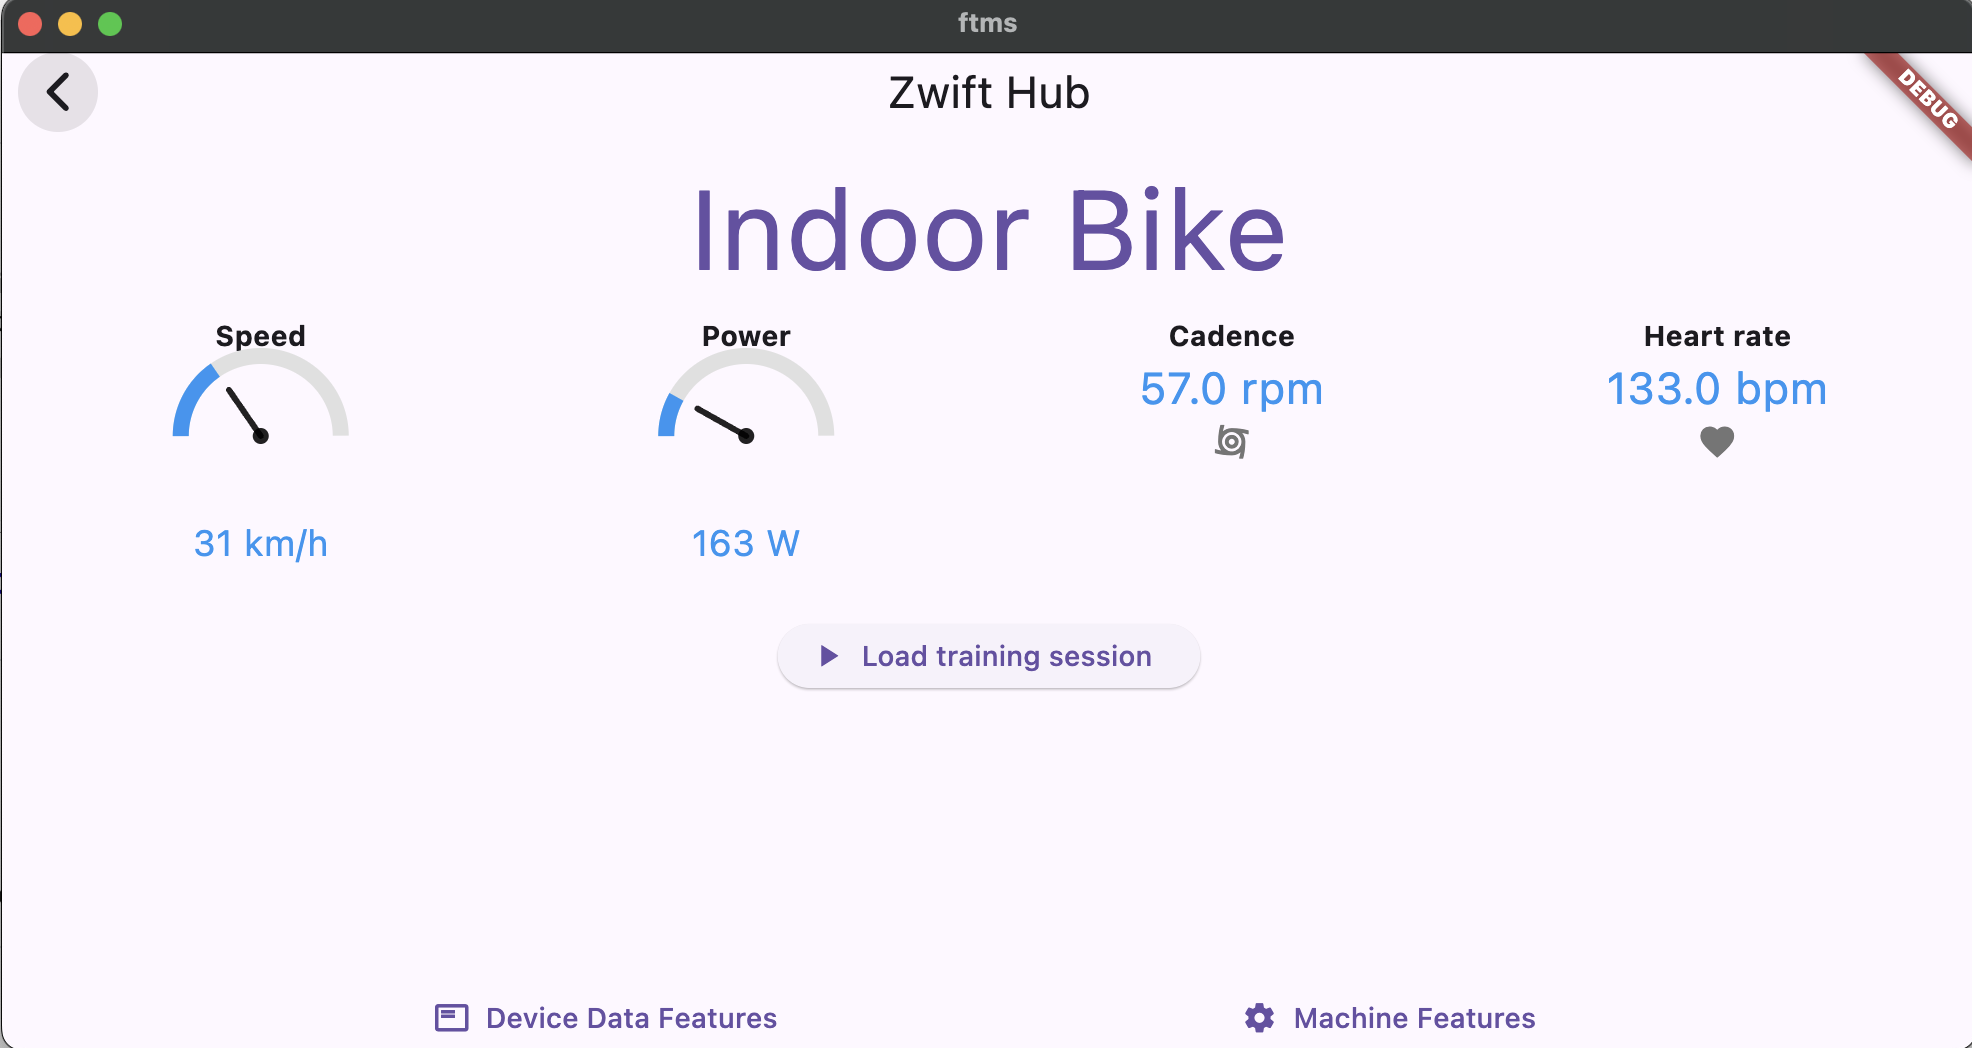 ftms
DEBUG
Zwift Hub
Indoor Bike
Speed
Power
Cadence
Heart rate
57.0 rpm
133.0 bpm
31 km/h
163 W
Load training session
Device Data Features
Machine Features